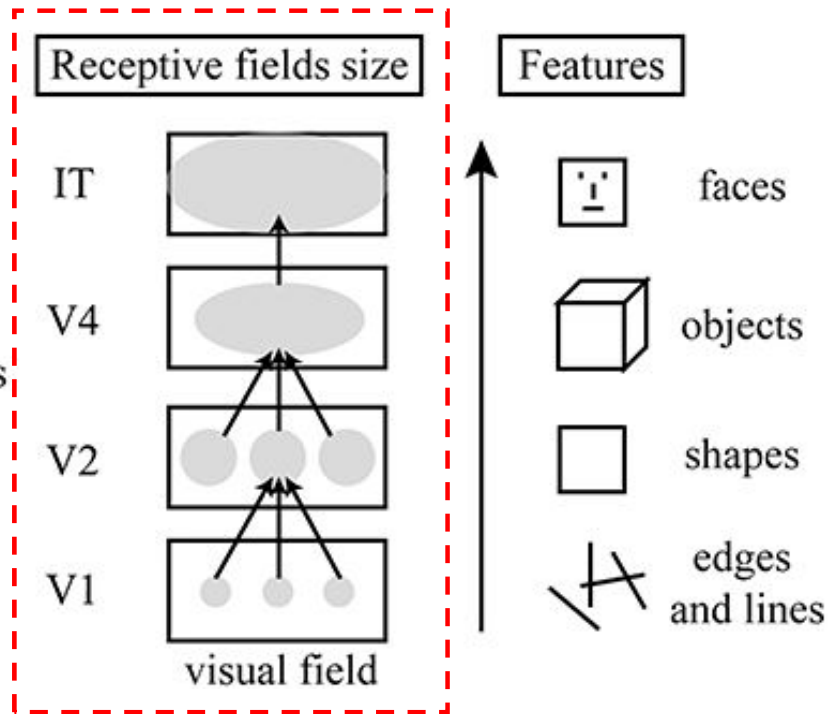 Receptive fields size
Features
IT
faces
V4
objects
s
V2
shapes
V1
edges
and lines
visual field